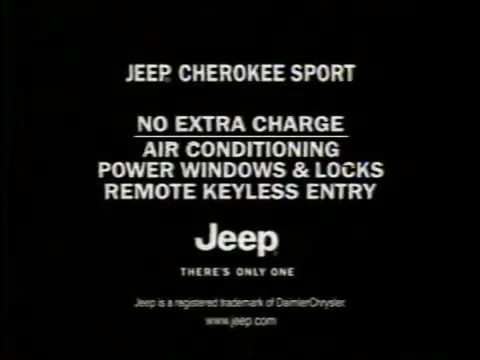 JEEP® CHEROKEE SPORT
NO EXTRA CHARGE
AIR CONDITIONING
POWER WINDOWS & LOCKS
REMOTE KEYLESS ENTRY
Jeep®
THERE'S ONLY ONE
Jeep is a registered trademark of DaimlerChrysler.
www.jeep.com